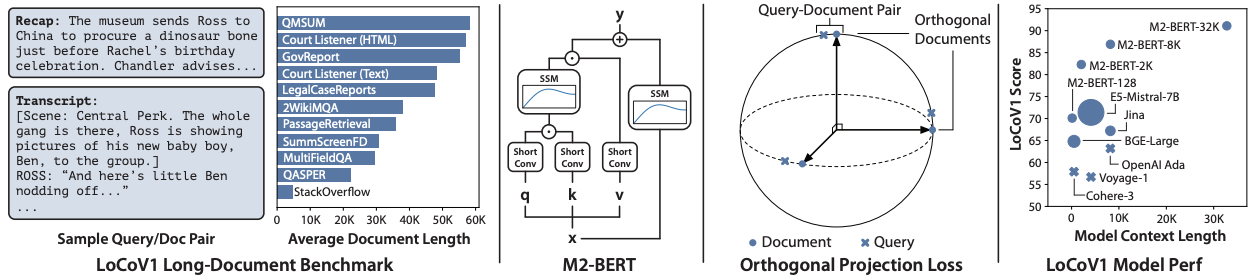 Recap: The museum sends Ross to
China to procure a dinosaur bone
just before Rachel's birthday
celebration. Chandler advises...
Transcript:
[Scene: Central Perk. The whole
gang is there, Ross is showing
pictures of his new baby boy,
Ben, to the group.]
ROSS: “And here's little Ben
nodding off...”
...
Sample Query/Doc Pair
QMSUM
Court Listener (HTML)
GovReport
Court Listener (Text)
LegalCaseReports
2WikiMQA
PassageRetrieval
SummScreenFD
MultiFieldQA
QASPER
StackOverflow
0 10K 20K 30K 40K 50K 60K
Average Document Length
LoCoV1 Long-Document Benchmark
y
SSM
SSM
Short Conv
Short Conv
Short Conv
q k v
x
M2-BERT
Query-Document Pair
Orthogonal
Documents
Document Query
Orthogonal Projection Loss
LoCoV1 Score
95
90
85
80
75
70
65
60
55
50
M2-BERT-32K
M2-BERT-8K
M2-BERT-2K
M2-BERT-128
E5-Mistral-7B
Jina
BGE-Large
OpenAI Ada
Voyage-1
Cohere-3
0 10K 20K 30K
Model Context Length
LoCoV1 Model Perf